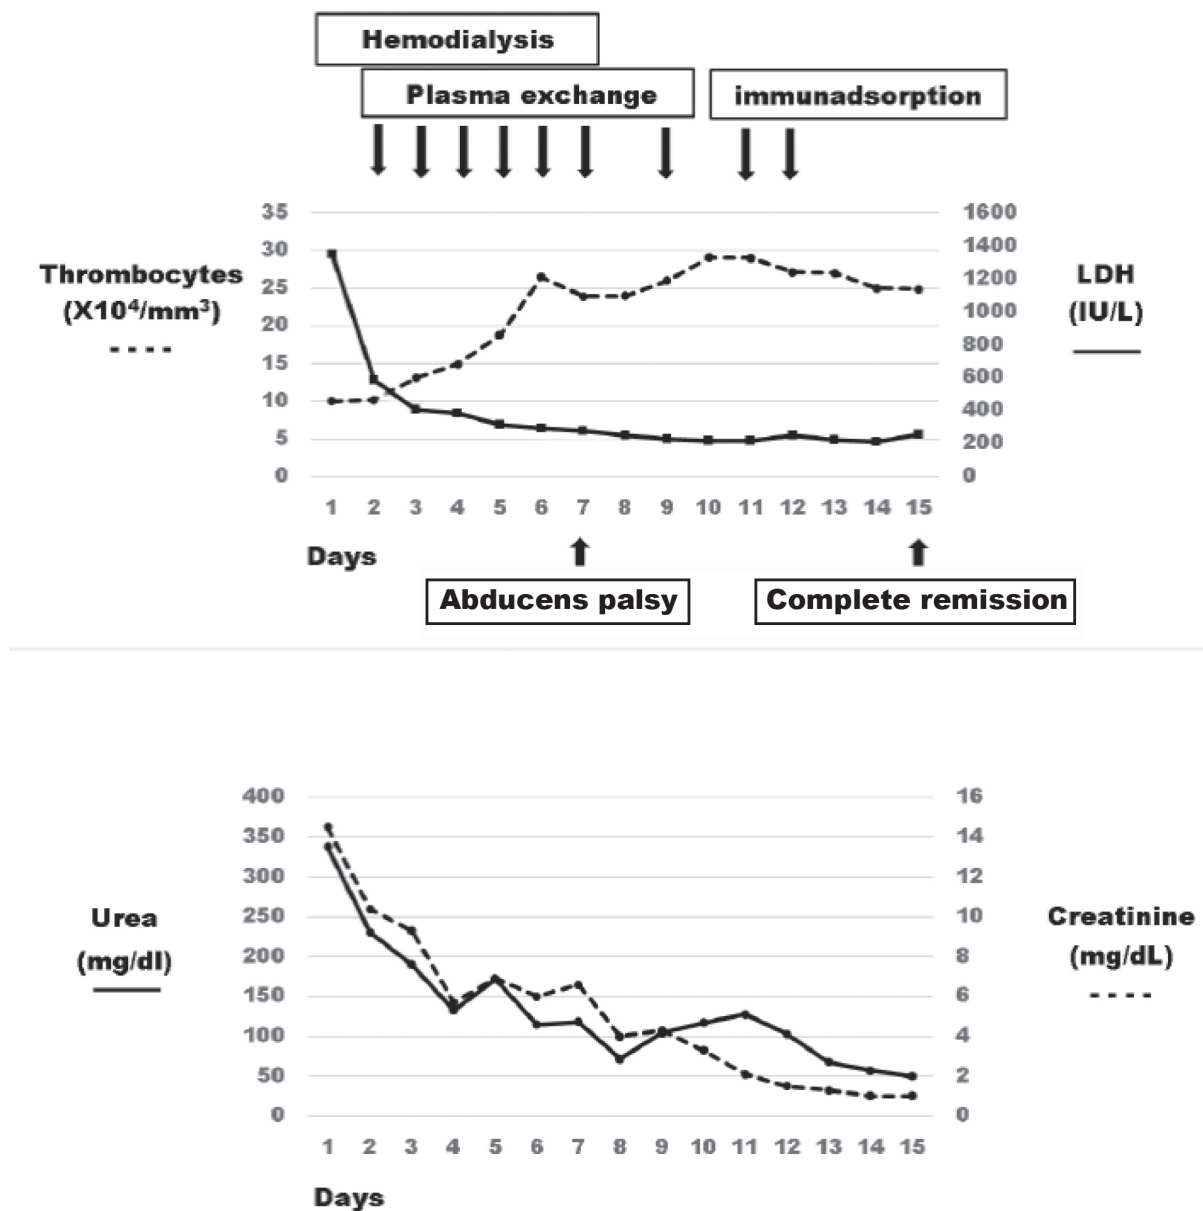 Hemodialysis
Plasma exchange
immunadsorption
35
30
25
20
15
10
5
0
Thrombocytes
(X10⁴/mm³)
1600
1400
1200
1000
800
600
400
200
0
LDH
(IU/L)
1 2 3 4 5 6 7 8 9 10 11 12 13 14 15
Days
Abducens palsy
Complete remission
400
350
300
250
200
150
100
50
0
Urea
(mg/dl)
16
14
12
10
8
6
4
2
0
Creatinine
(mg/dL)
1 2 3 4 5 6 7 8 9 10 11 12 13 14 15
Days